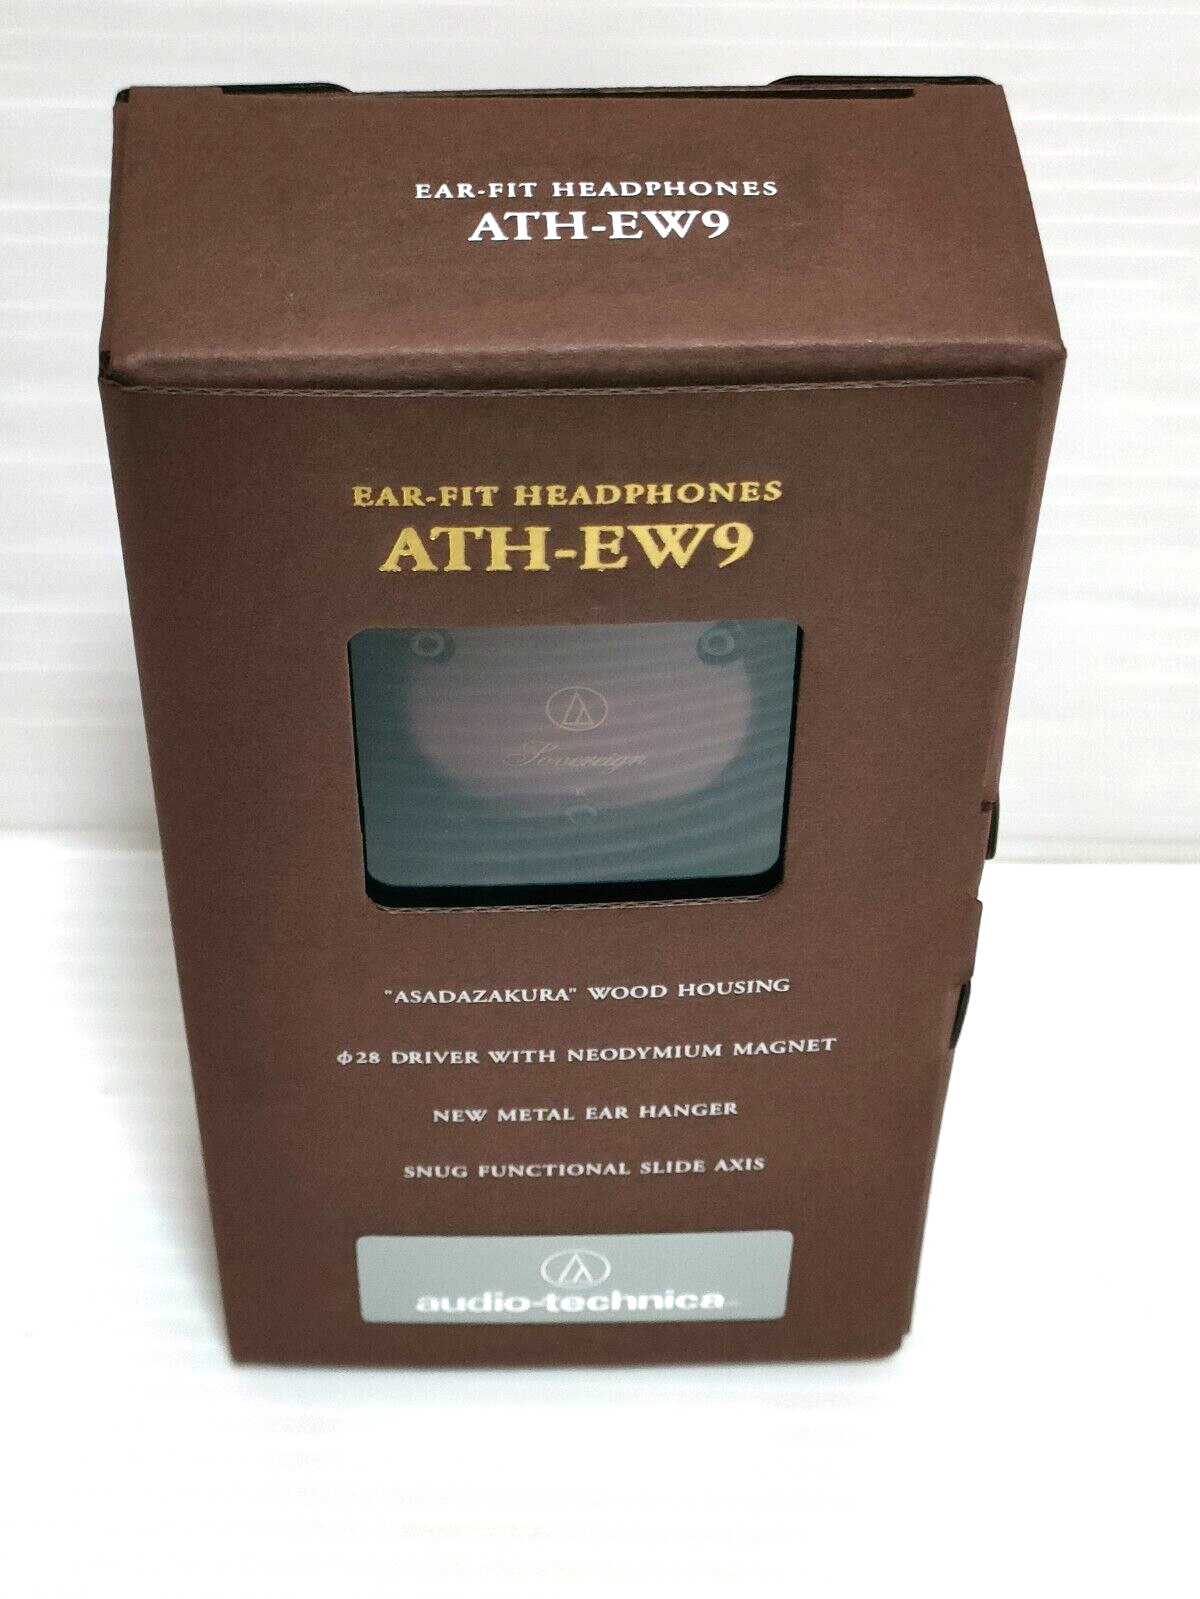 EAR-FIT HEADPHONES
ATH-EW9
EAR-FIT HEADPHONES
ATH-EW9
Sovereign
"ASADAZAKURA" WOOD HOUSING
φ28 DRIVER WITH NEODYMIUM MAGNET
NEW METAL EAR HANGER
SNUG FUNCTIONAL SLIDE AXIS
audio-technica